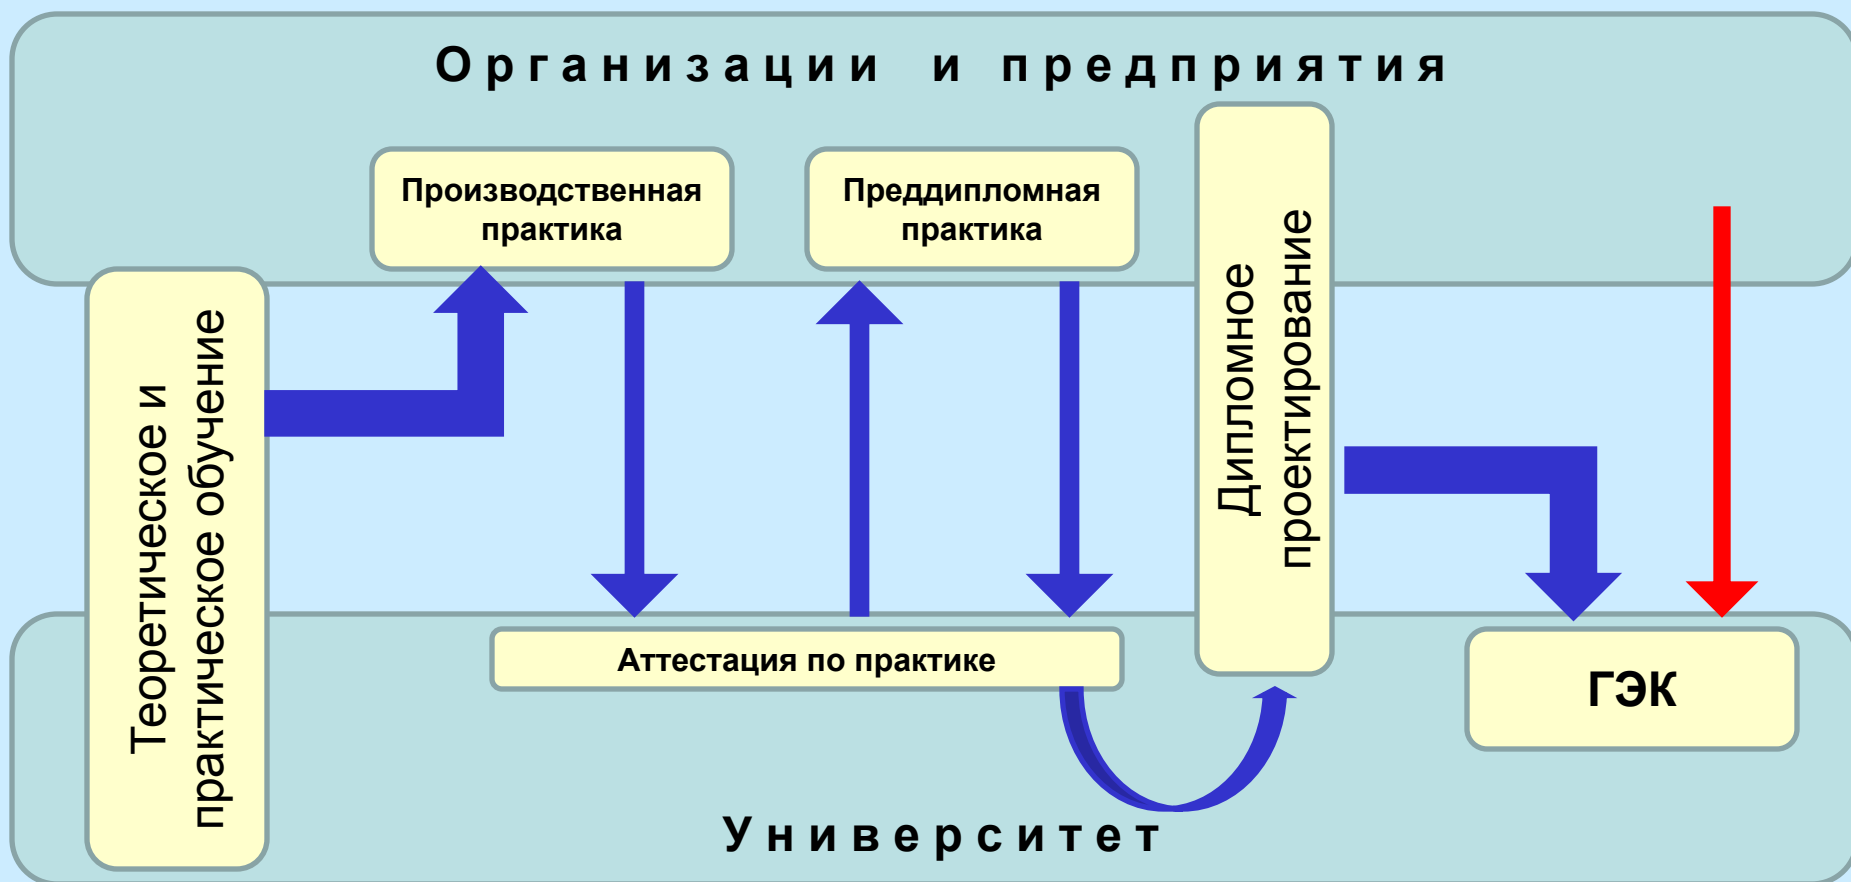 Организации и предприятия
Производственная
практика
Преддипломная
практика
Теоретическое и
практическое обучение
Дипломное
проектирование
Аттестация по практике
ГЭК
Университет